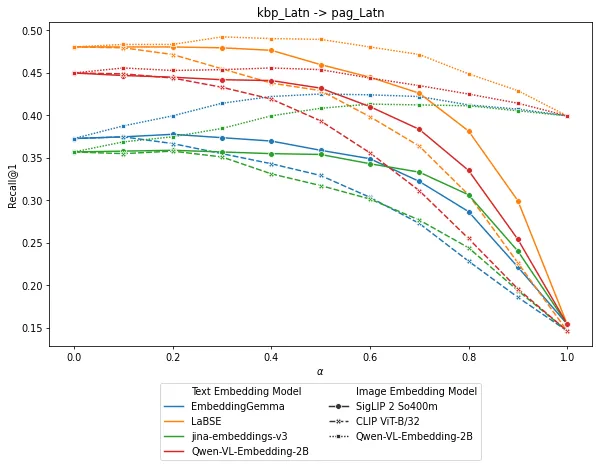 kbp_Latn -> pag_Latn
0.50
0.45
0.40
0.35
0.30
0.25
0.20
0.15
Recall@1
0.0 0.2 0.4 0.6 0.8 1.0
α
Text Embedding Model Image Embedding Model
EmbeddingGemma SigLIP 2 So400m
LaBSE CLIP ViT-B/32
jina-embeddings-v3 Qwen-VL-Embedding-2B
Qwen-VL-Embedding-2B